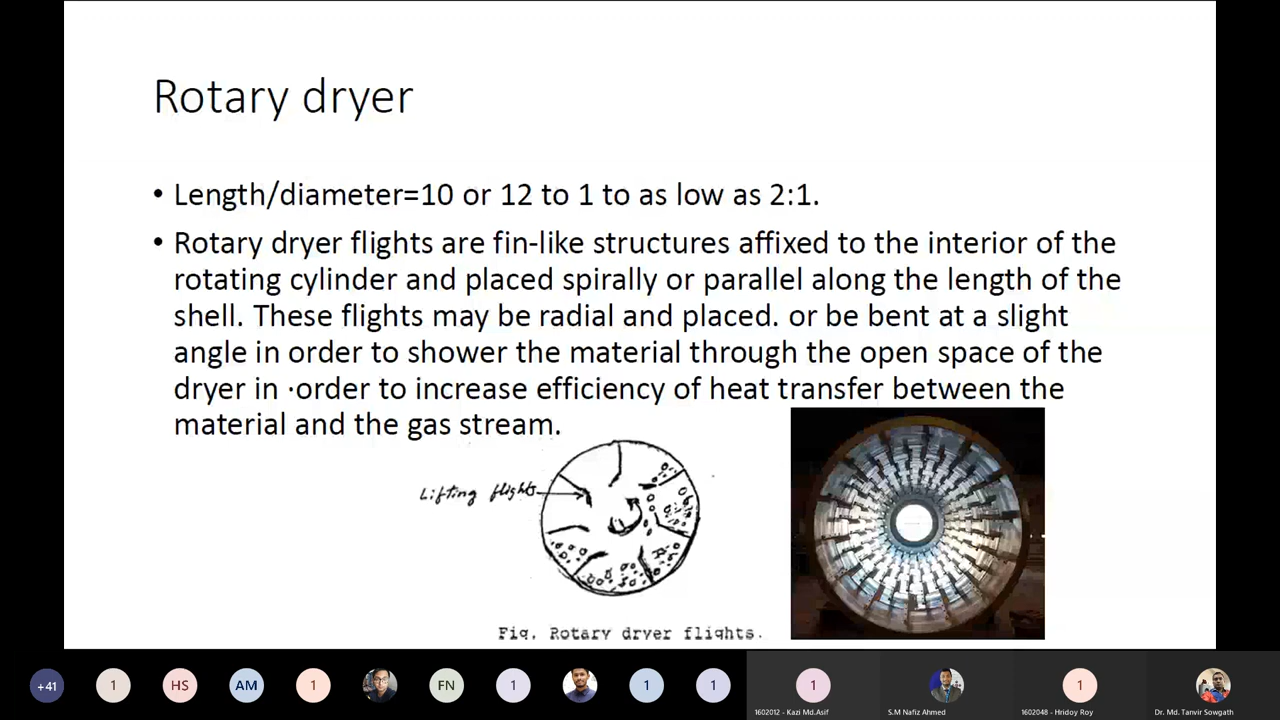 Rotary dryer
• Length/diameter=10 or 12 to 1 to as low as 2:1.
• Rotary dryer flights are fin-like structures affixed to the interior of the
rotating cylinder and placed spirally or parallel along the length of the
shell. These flights may be radial and placed. or be bent at a slight
angle in order to shower the material through the open space of the
dryer in ·order to increase efficiency of heat transfer between the
material and the gas stream.
Lifting flights
Fig. Rotary dryer flights.
+41
1
HS
AM
1
FN
1
1
1
1
1
1602012 - Kazi Md.Asif
S.M Nafiz Ahmed
1602048 - Hridoy Roy
Dr. Md. Tanvir Sowgath